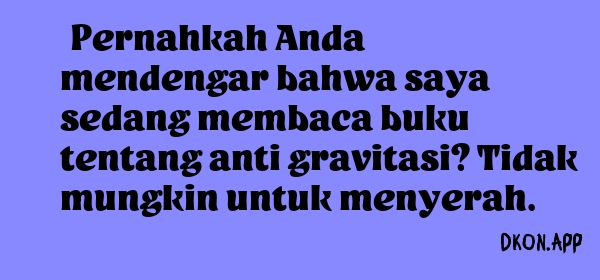 Pernahkah Anda
mendengar bahwa saya
sedang membaca buku
tentang anti gravitasi? Tidak
mungkin untuk menyerah.
DKON.APP